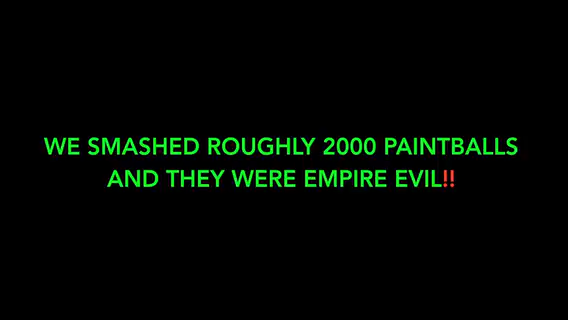 WE SMASHED ROUGHLY 2000 PAINTBALLS
AND THEY WERE EMPIRE EVIL!!